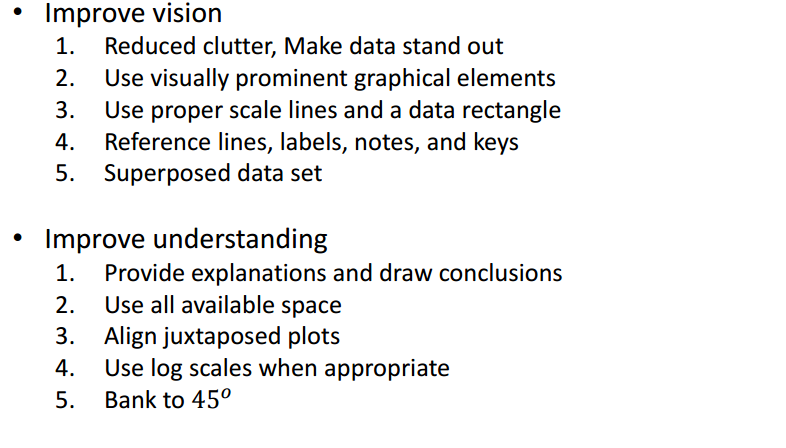 • Improve vision
1. Reduced clutter, Make data stand out
2. Use visually prominent graphical elements
3. Use proper scale lines and a data rectangle
4. Reference lines, labels, notes, and keys
5. Superposed data set
• Improve understanding
1. Provide explanations and draw conclusions
2. Use all available space
3. Align juxtaposed plots
4. Use log scales when appropriate
5. Bank to 45º